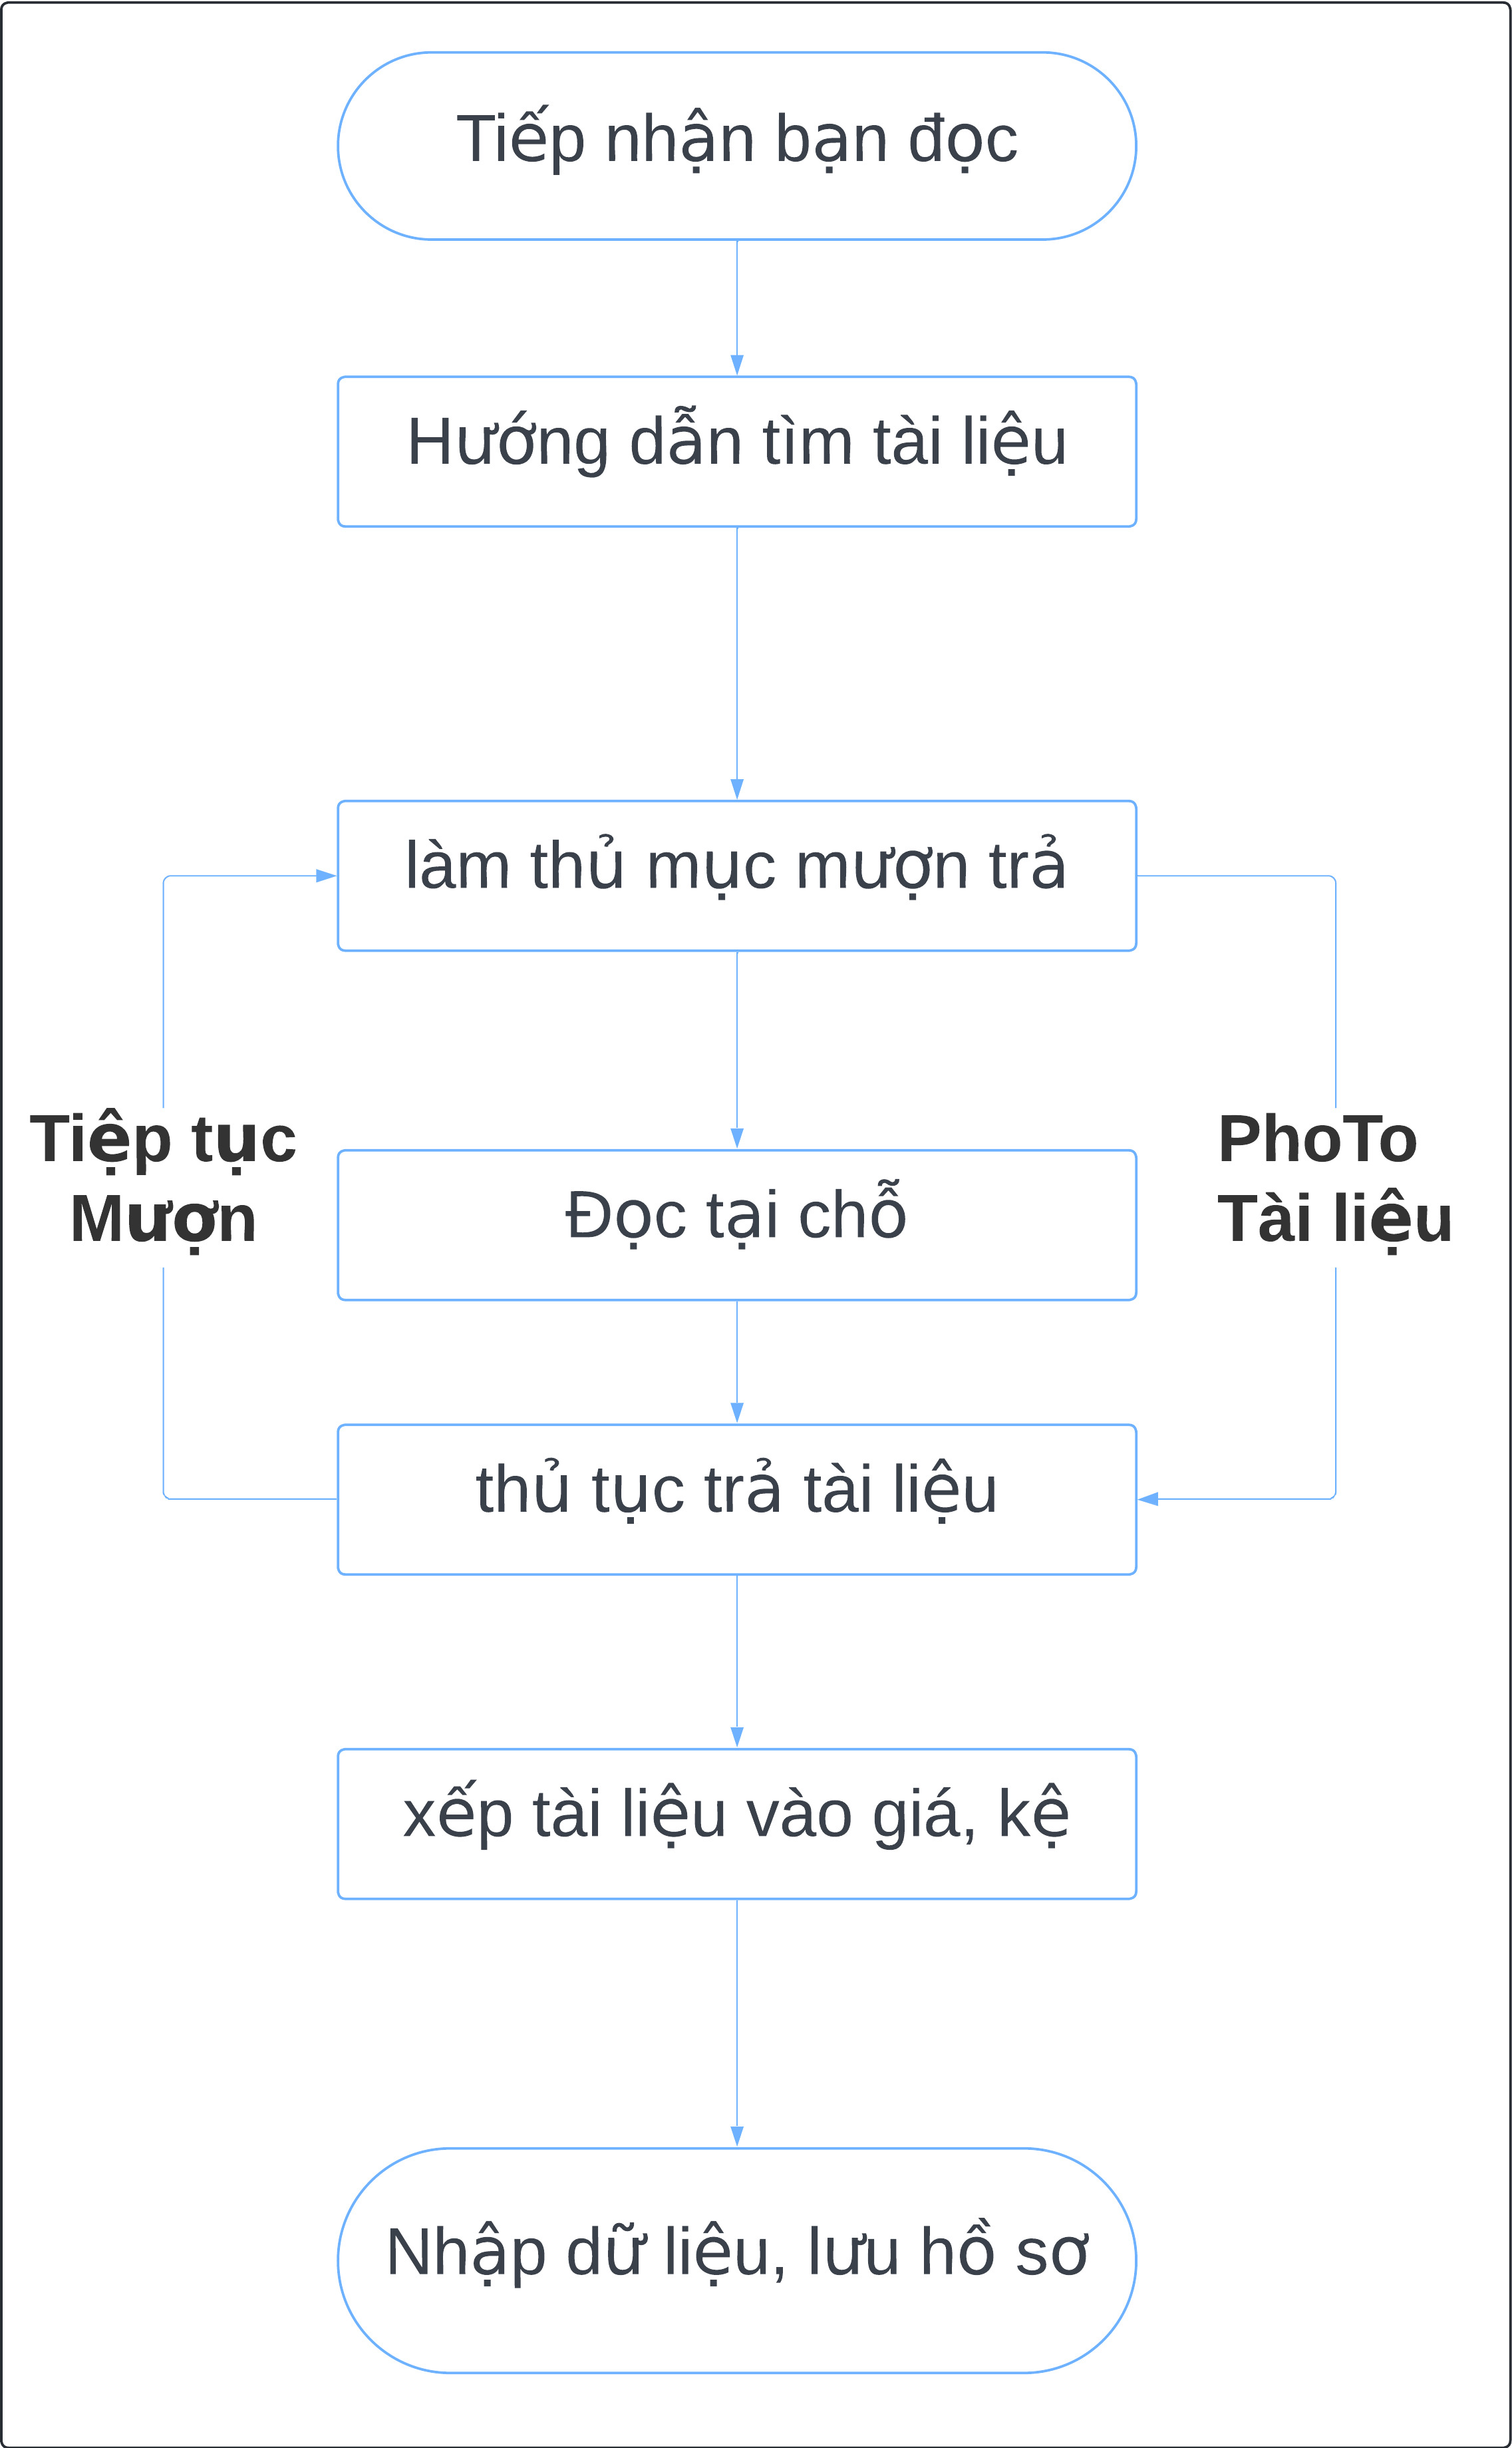 Tiếp nhận bạn đọc
Hướng dẫn tìm tài liệu
làm thủ mục mượn trả
Tiệp tục
Mượn
PhoTo
Tài liệu
Đọc tại chỗ
thủ tục trả tài liệu
xếp tài liệu vào giá, kệ
Nhập dữ liệu, lưu hồ sơ